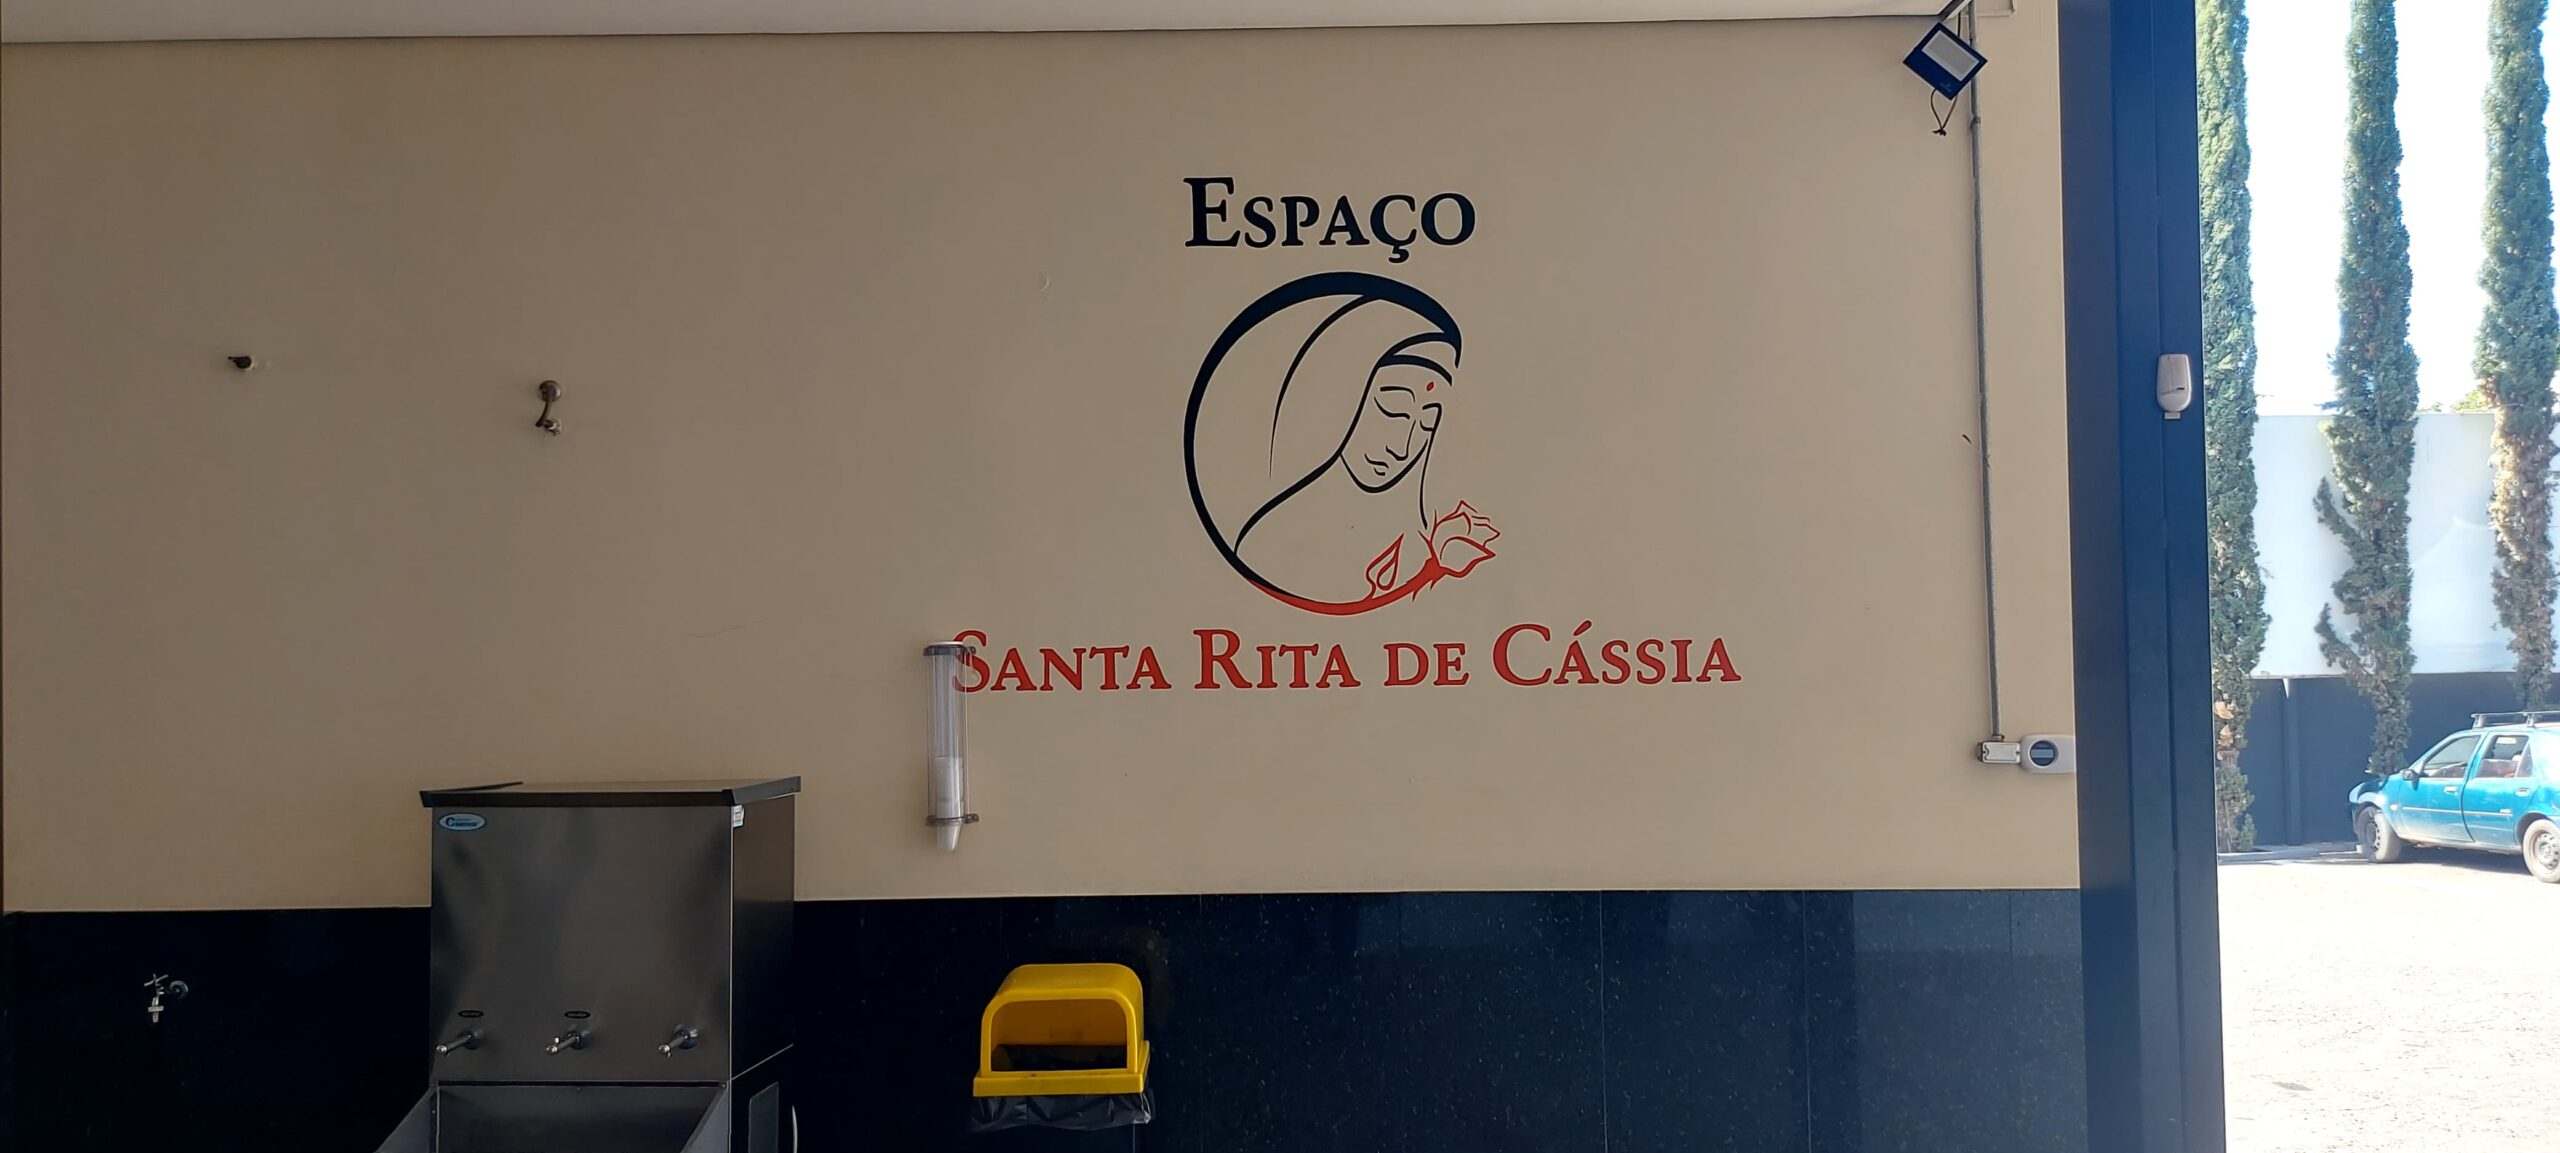 Espaço
Santa Rita de Cássia